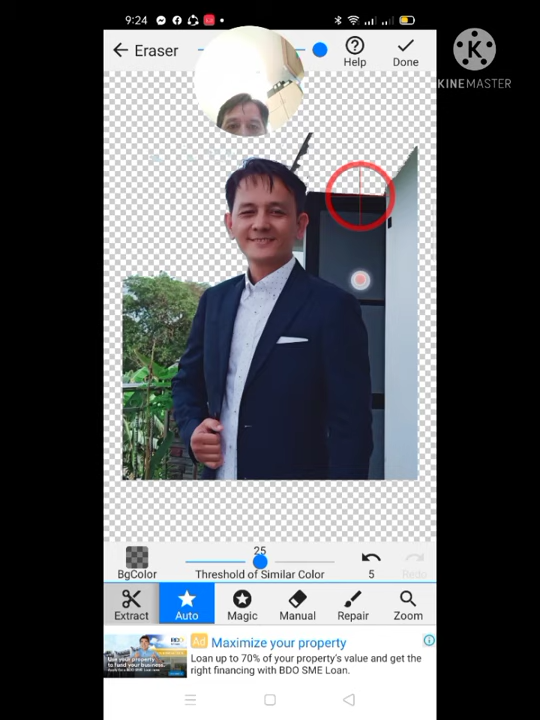 9:24
Eraser
Help
Done
K
KINEMASTER
25
BgColor
Threshold of Similar Color
5
Redo
Extract
Auto
Magic
Manual
Repair
Zoom
Ad Maximize your property
Loan up to 70% of your property's value and get the
right financing with BDO SME Loan.
BDO